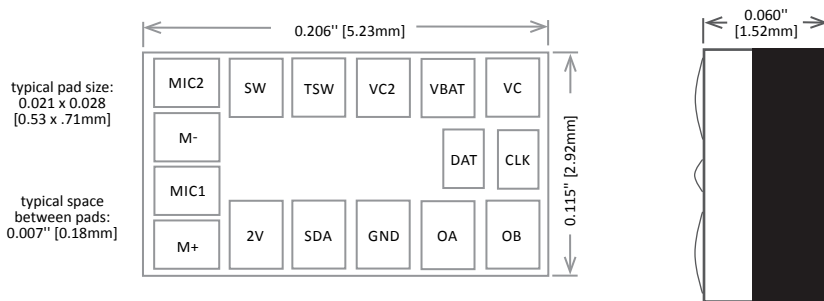 0.206'' [5.23mm]
0.060''
[1.52mm]
typical pad size:
0.021 x 0.028
[0.53 x .71mm]
MIC2 SW TSW VC2 VBAT VC
M-
DAT CLK
MIC1
typical space
between pads:
0.007'' [0.18mm]
M+ 2V SDA GND OA OB
0.115'' [2.92mm]